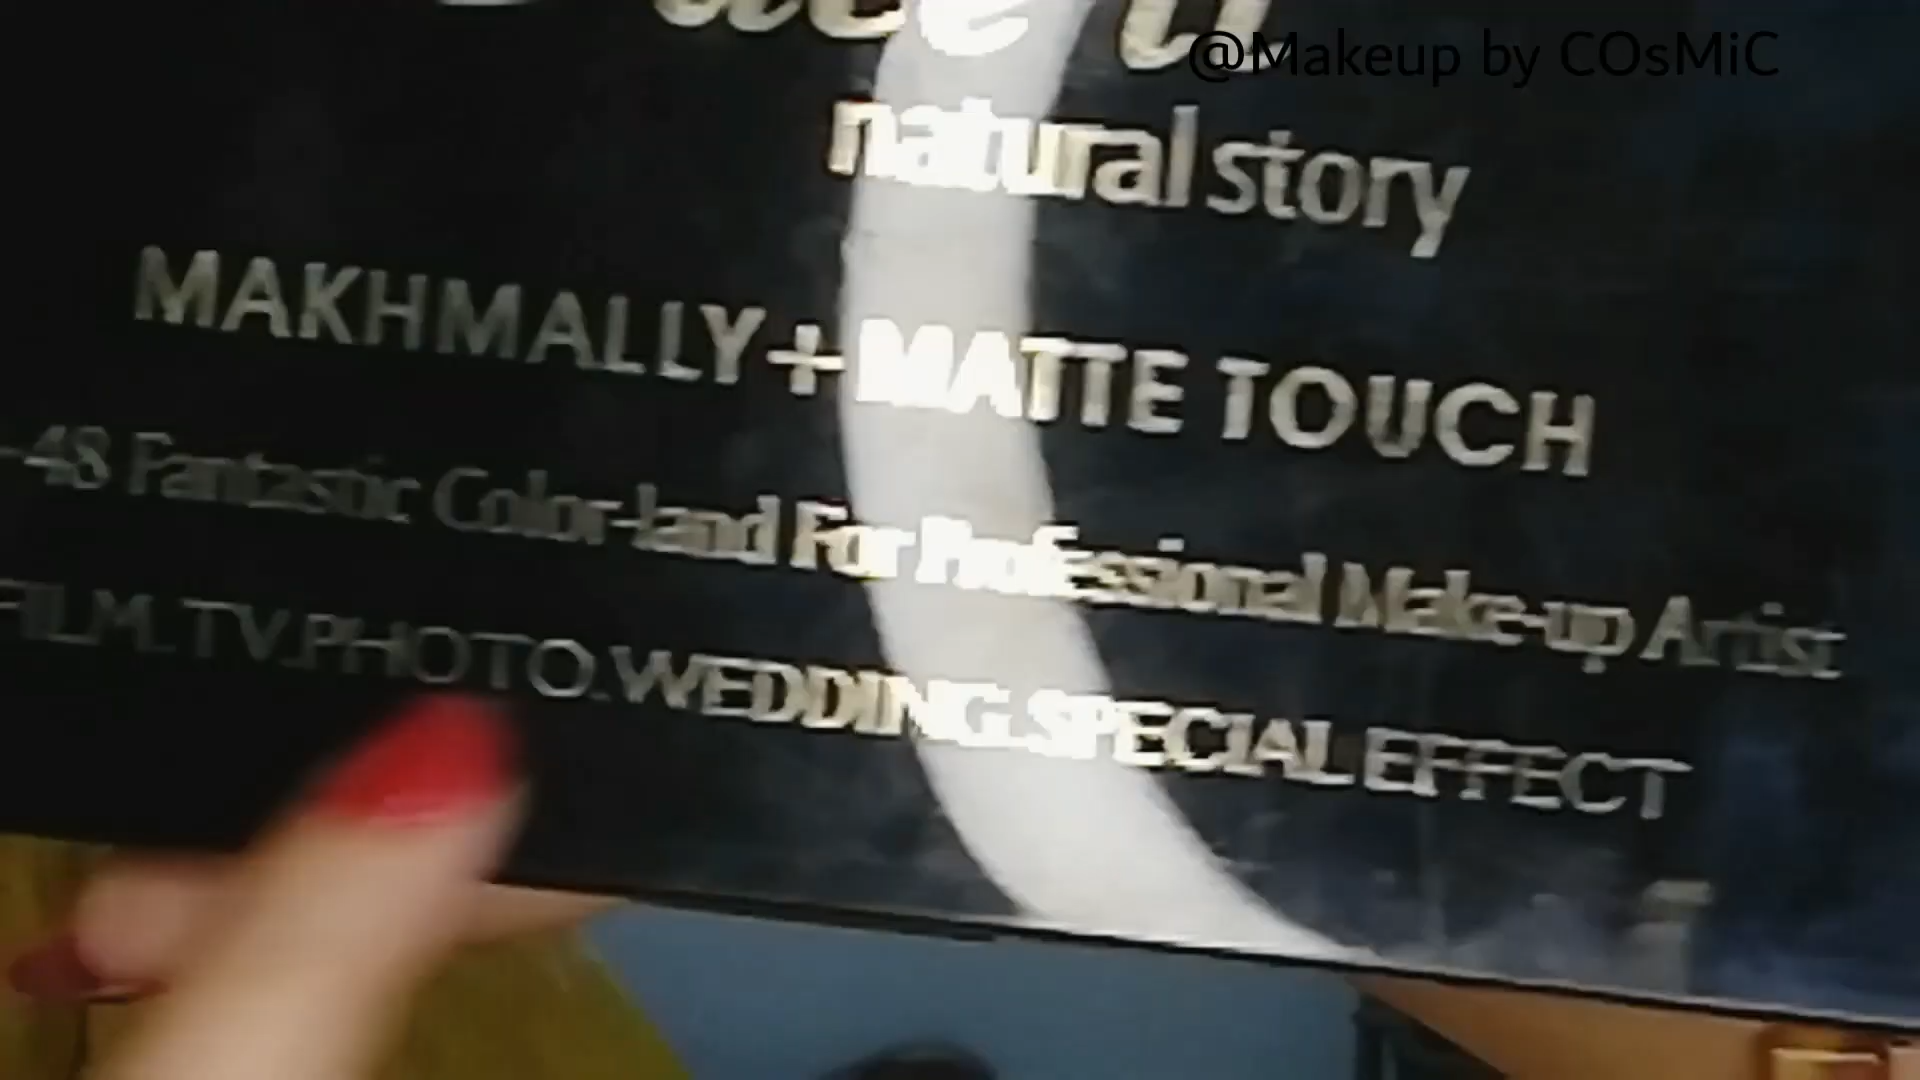 @Makeup by COsMiC
natural story
MAKHMALLY + MATTE TOUCH
-48 Fantastic Color-land For Professional Make-up Artist
FILM.TV.PHOTO.WEDDING.SPECIAL EFFECT